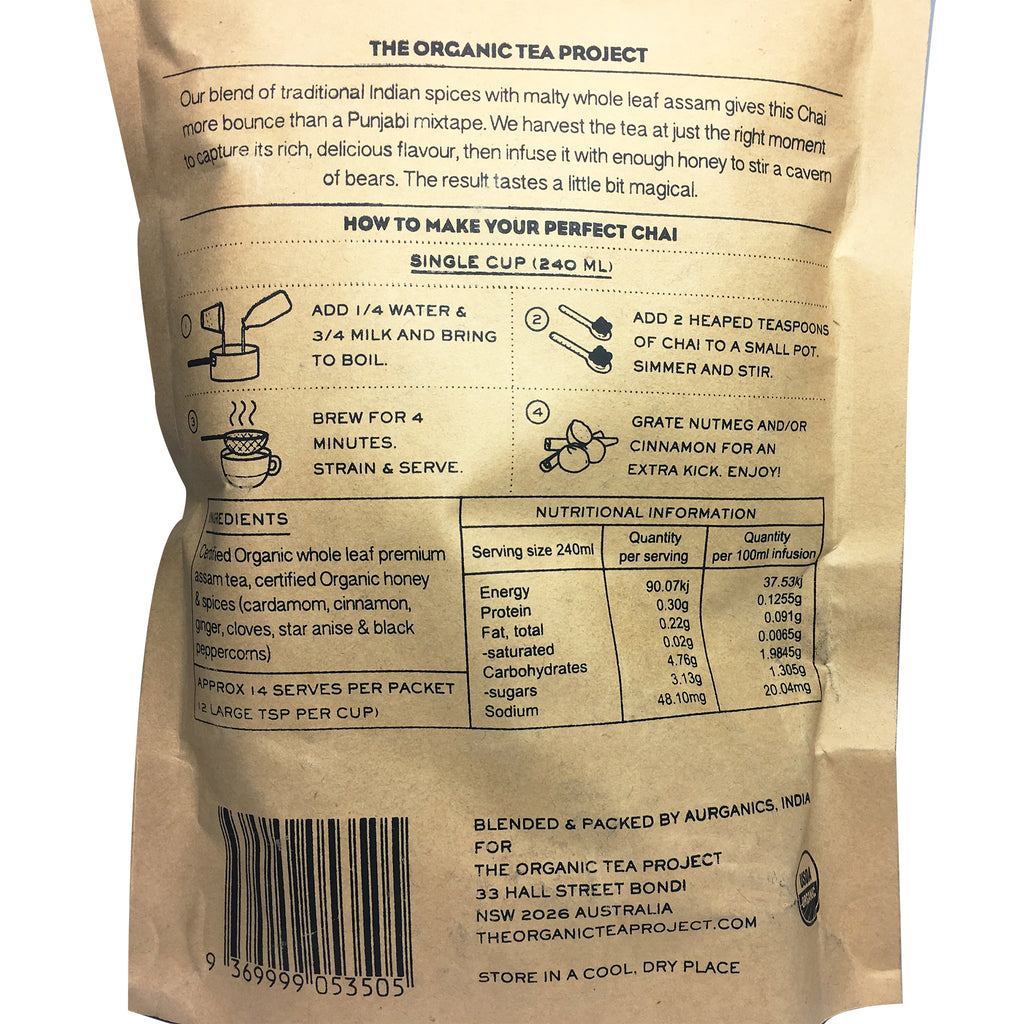 THE ORGANIC TEA PROJECT
Our blend of traditional Indian spices with malty whole leaf assam gives this Chai
more bounce than a Punjabi mixtape. We harvest the tea at just the right moment
to capture its rich, delicious flavour, then infuse it with enough honey to stir a cavern
of bears. The result tastes a little bit magical.
HOW TO MAKE YOUR PERFECT CHAI
SINGLE CUP (240 ML)
1
ADD 1/4 WATER &
3/4 MILK AND BRING
TO BOIL.
2
ADD 2 HEAPED TEASPOONS
OF CHAI TO A SMALL POT.
SIMMER AND STIR.
3
BREW FOR 4
MINUTES.
STRAIN & SERVE.
4
GRATE NUTMEG AND/OR
CINNAMON FOR AN
EXTRA KICK. ENJOY!
INGREDIENTS
Certified Organic whole leaf premium
assam tea, certified Organic honey
& spices (cardamom, cinnamon,
ginger, cloves, star anise & black
peppercorns)
APPROX 14 SERVES PER PACKET
(2 LARGE TSP PER CUP)
NUTRITIONAL INFORMATION
Serving size 240ml Quantity per serving Quantity per 100ml infusion
Energy 90.07kj 37.53kj
Protein 0.30g 0.1255g
Fat, total 0.22g 0.091g
-saturated 0.02g 0.0065g
Carbohydrates 4.76g 1.9845g
-sugars 3.13g 1.305g
Sodium 48.10mg 20.04mg
BLENDED & PACKED BY AURGANICS, INDIA
FOR
THE ORGANIC TEA PROJECT
33 HALL STREET BONDI
NSW 2026 AUSTRALIA
THEORGANICTEAPROJECT.COM
STORE IN A COOL, DRY PLACE
USDA
ORGANIC
9 369999 053505